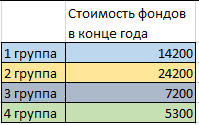 Стоимость фондов
в конце года
1 группа 14200
2 группа 24200
3 группа 7200
4 группа 5300